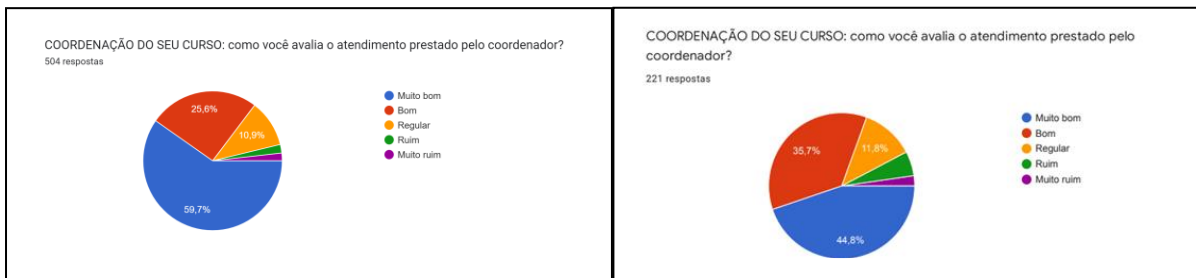 COORDENAÇÃO DO SEU CURSO: como você avalia o atendimento prestado pelo coordenador?
504 respostas
25,6%
10,9%
59,7%
Muito bom
Bom
Regular
Ruim
Muito ruim
COORDENAÇÃO DO SEU CURSO: como você avalia o atendimento prestado pelo
coordenador?
221 respostas
35,7%
11,8%
44,8%
Muito bom
Bom
Regular
Ruim
Muito ruim